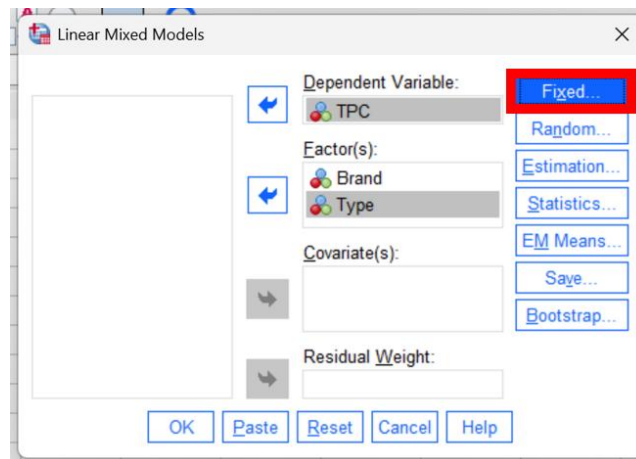 Linear Mixed Models
Dependent Variable:
TPC
Factor(s):
Brand
Type
Covariate(s):
Residual Weight:
Fixed...
Random...
Estimation...
Statistics...
EM Means...
Save...
Bootstrap...
OK Paste Reset Cancel Help